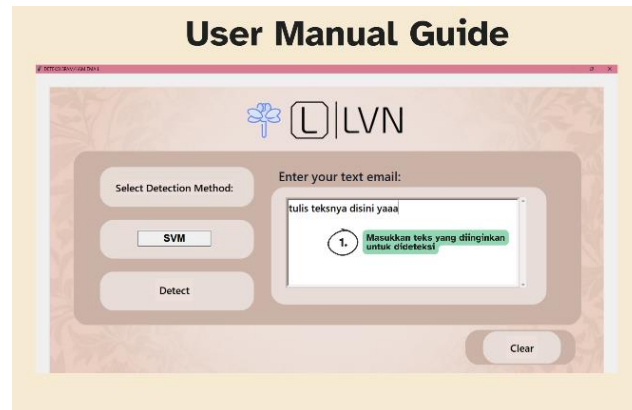 User Manual Guide
L|LVN
Select Detection Method:
SVM
Detect
Enter your text email:
tulis teksnya disini yaaa
1.
Masukkan teks yang diinginkan
untuk dideteksi
Clear